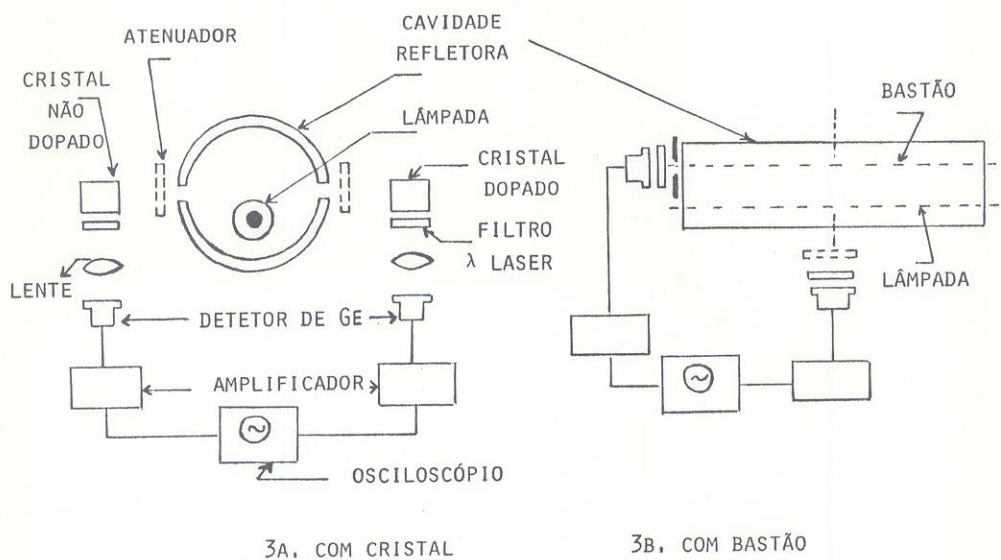 ATENUADOR
CRISTAL
NÃO
DOPADO
CAVIDADE
REFLETORA
LÂMPADA
CRISTAL
DOPADO
FILTRO
λ LASER
LENTE
DETETOR DE GE
AMPLIFICADOR
OSCILOSCÓPIO
3A. COM CRISTAL
BASTÃO
LÂMPADA
3B. COM BASTÃO